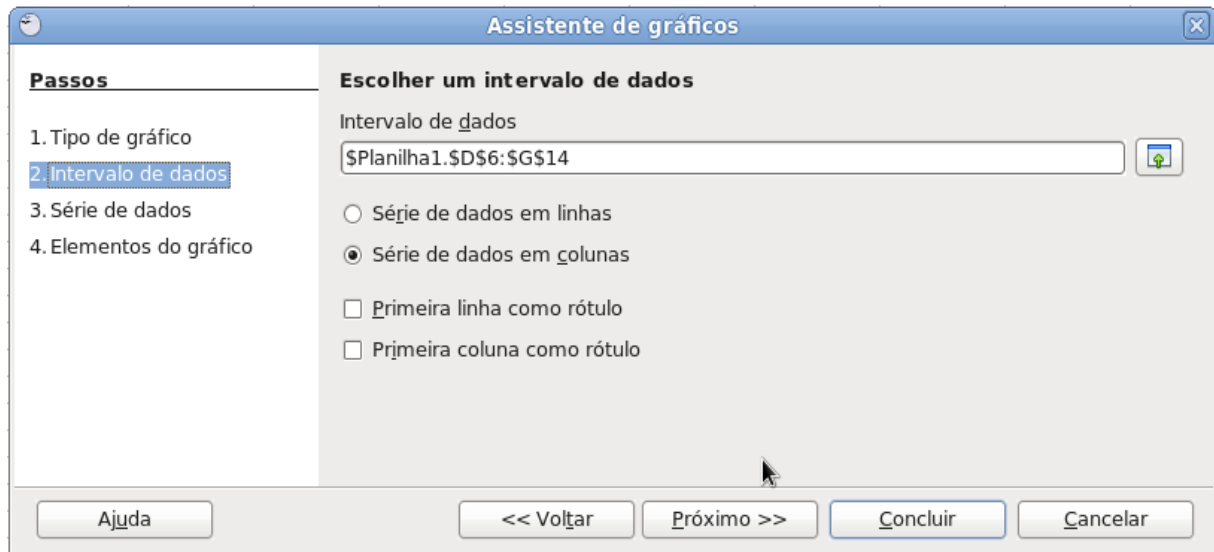 Assistente de gráficos
Passos
1. Tipo de gráfico
2. Intervalo de dados
3. Série de dados
4. Elementos do gráfico
Escolher um intervalo de dados
Intervalo de dados
$Planilha1.$D$6:$G$14
Série de dados em linhas
Série de dados em colunas
Primeira linha como rótulo
Primeira coluna como rótulo
Ajuda
<< Voltar
Próximo >>
Concluir
Cancelar